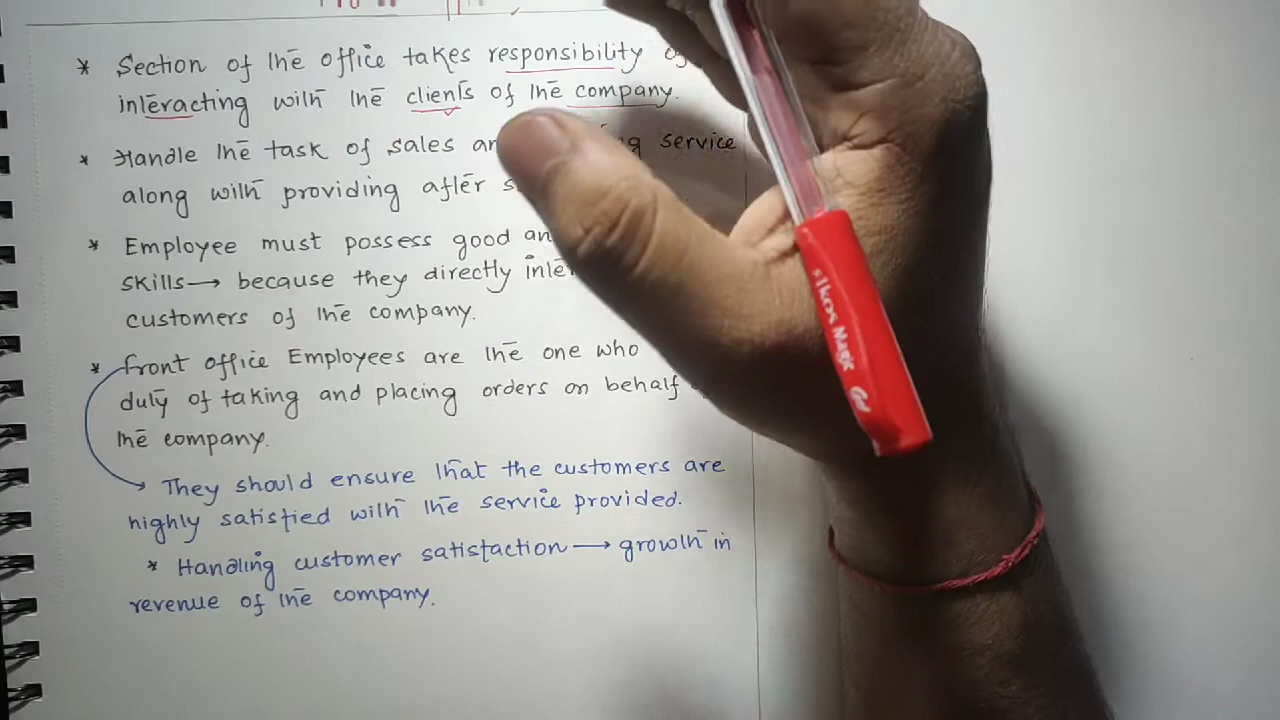 * Section of the office takes responsibility
interacting with the clients of the company.
* Handle the task of sales service
along with providing after
* Employee must possess good
skills → because they directly
customers of the company.
* Front office Employees are the one who
duty of taking and placing orders on behalf
the company.
→ They should ensure that the customers are
highly satisfied with the service provided.
* Handling customer satisfaction → growth in
revenue of the company.